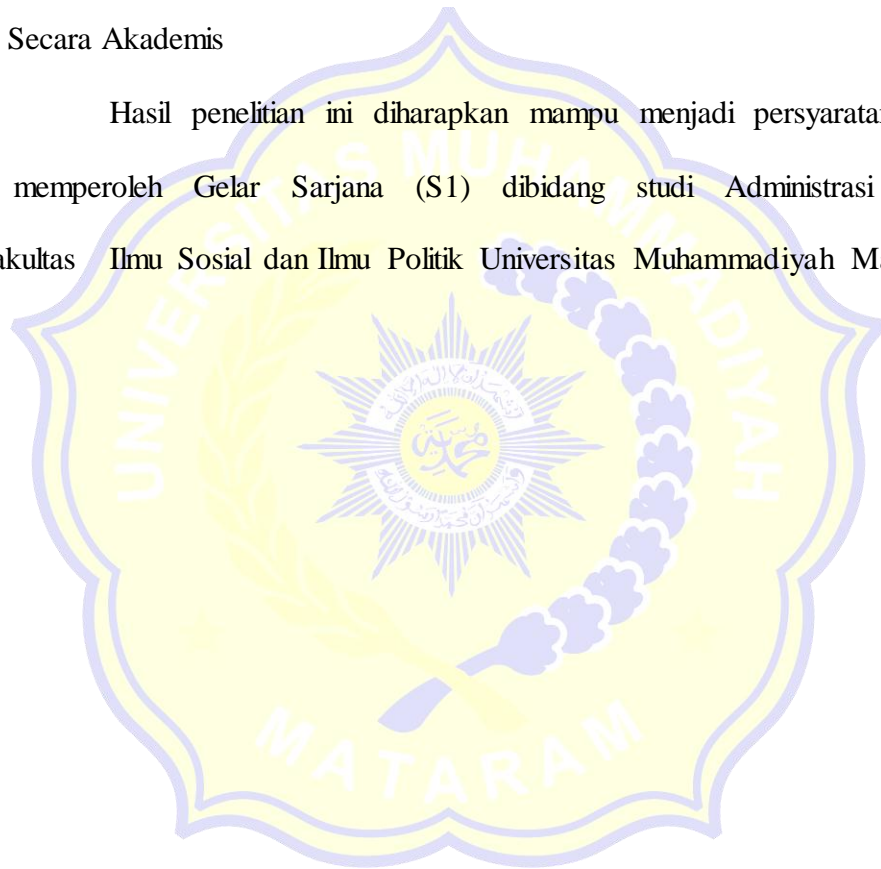 Secara Akademis
Hasil penelitian ini diharapkan mampu menjadi persyarata
memperoleh Gelar Sarjana (S1) dibidang studi Administrasi
akultas Ilmu Sosial dan Ilmu Politik Universitas Muhammadiyah Ma
UNIVERSITAS MUHAMMADIYAH
MATARAM